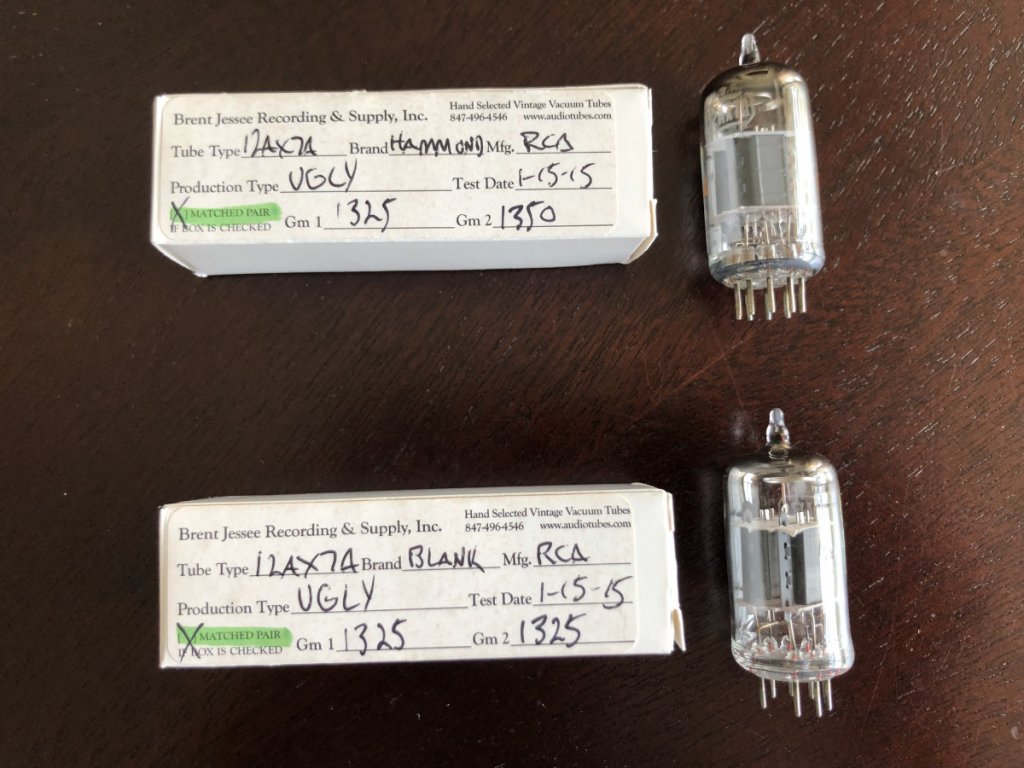 Brent Jessee Recording & Supply, Inc.
Hand Selected Vintage Vacuum Tubes
847-496-4546 www.audiotubes.com
Tube Type 12AX7A Brand HAMMOND Mfg. RCA
Production Type UGLY Test Date 1-15-15
[X] MATCHED PAIR
IF BOX IS CHECKED Gm 1 1325 Gm 2 1350
Brent Jessee Recording & Supply, Inc.
Hand Selected Vintage Vacuum Tubes
847-496-4546 www.audiotubes.com
Tube Type 12AX7A Brand BLANK Mfg. RCA
Production Type UGLY Test Date 1-15-15
[X] MATCHED PAIR
IF BOX IS CHECKED Gm 1 1325 Gm 2 1325